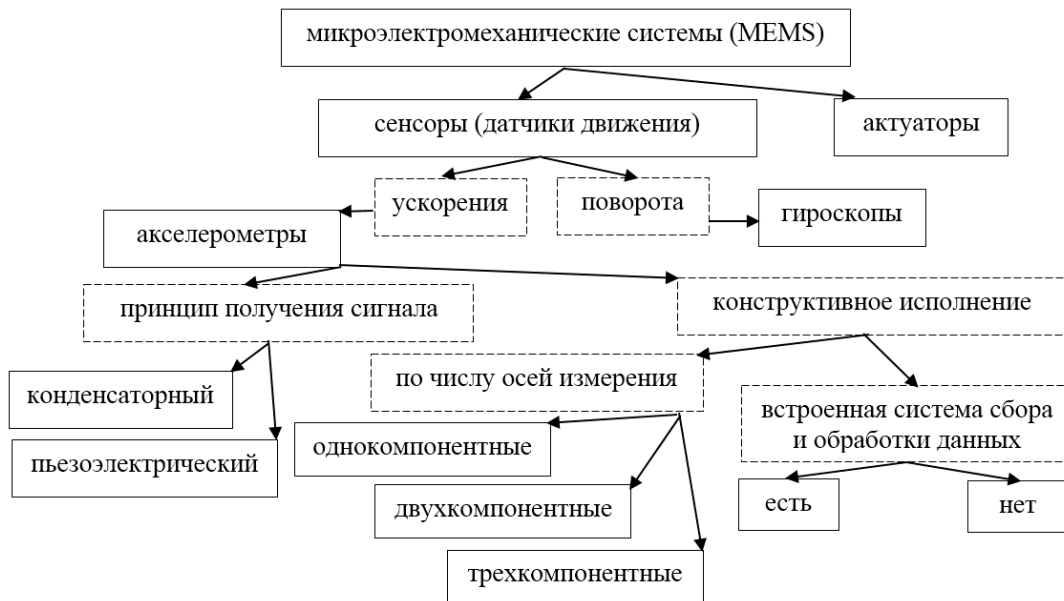 микроэлектромеханические системы (MEMS)
сенсоры (датчики движения)
актуаторы
ускорения
поворота
гироскопы
акселерометры
принцип получения сигнала
конструктивное исполнение
по числу осей измерения
конденсаторный
встроенная система сбора
и обработки данных
однокомпонентные
пьезоэлектрический
двухкомпонентные
есть
нет
трехкомпонентные